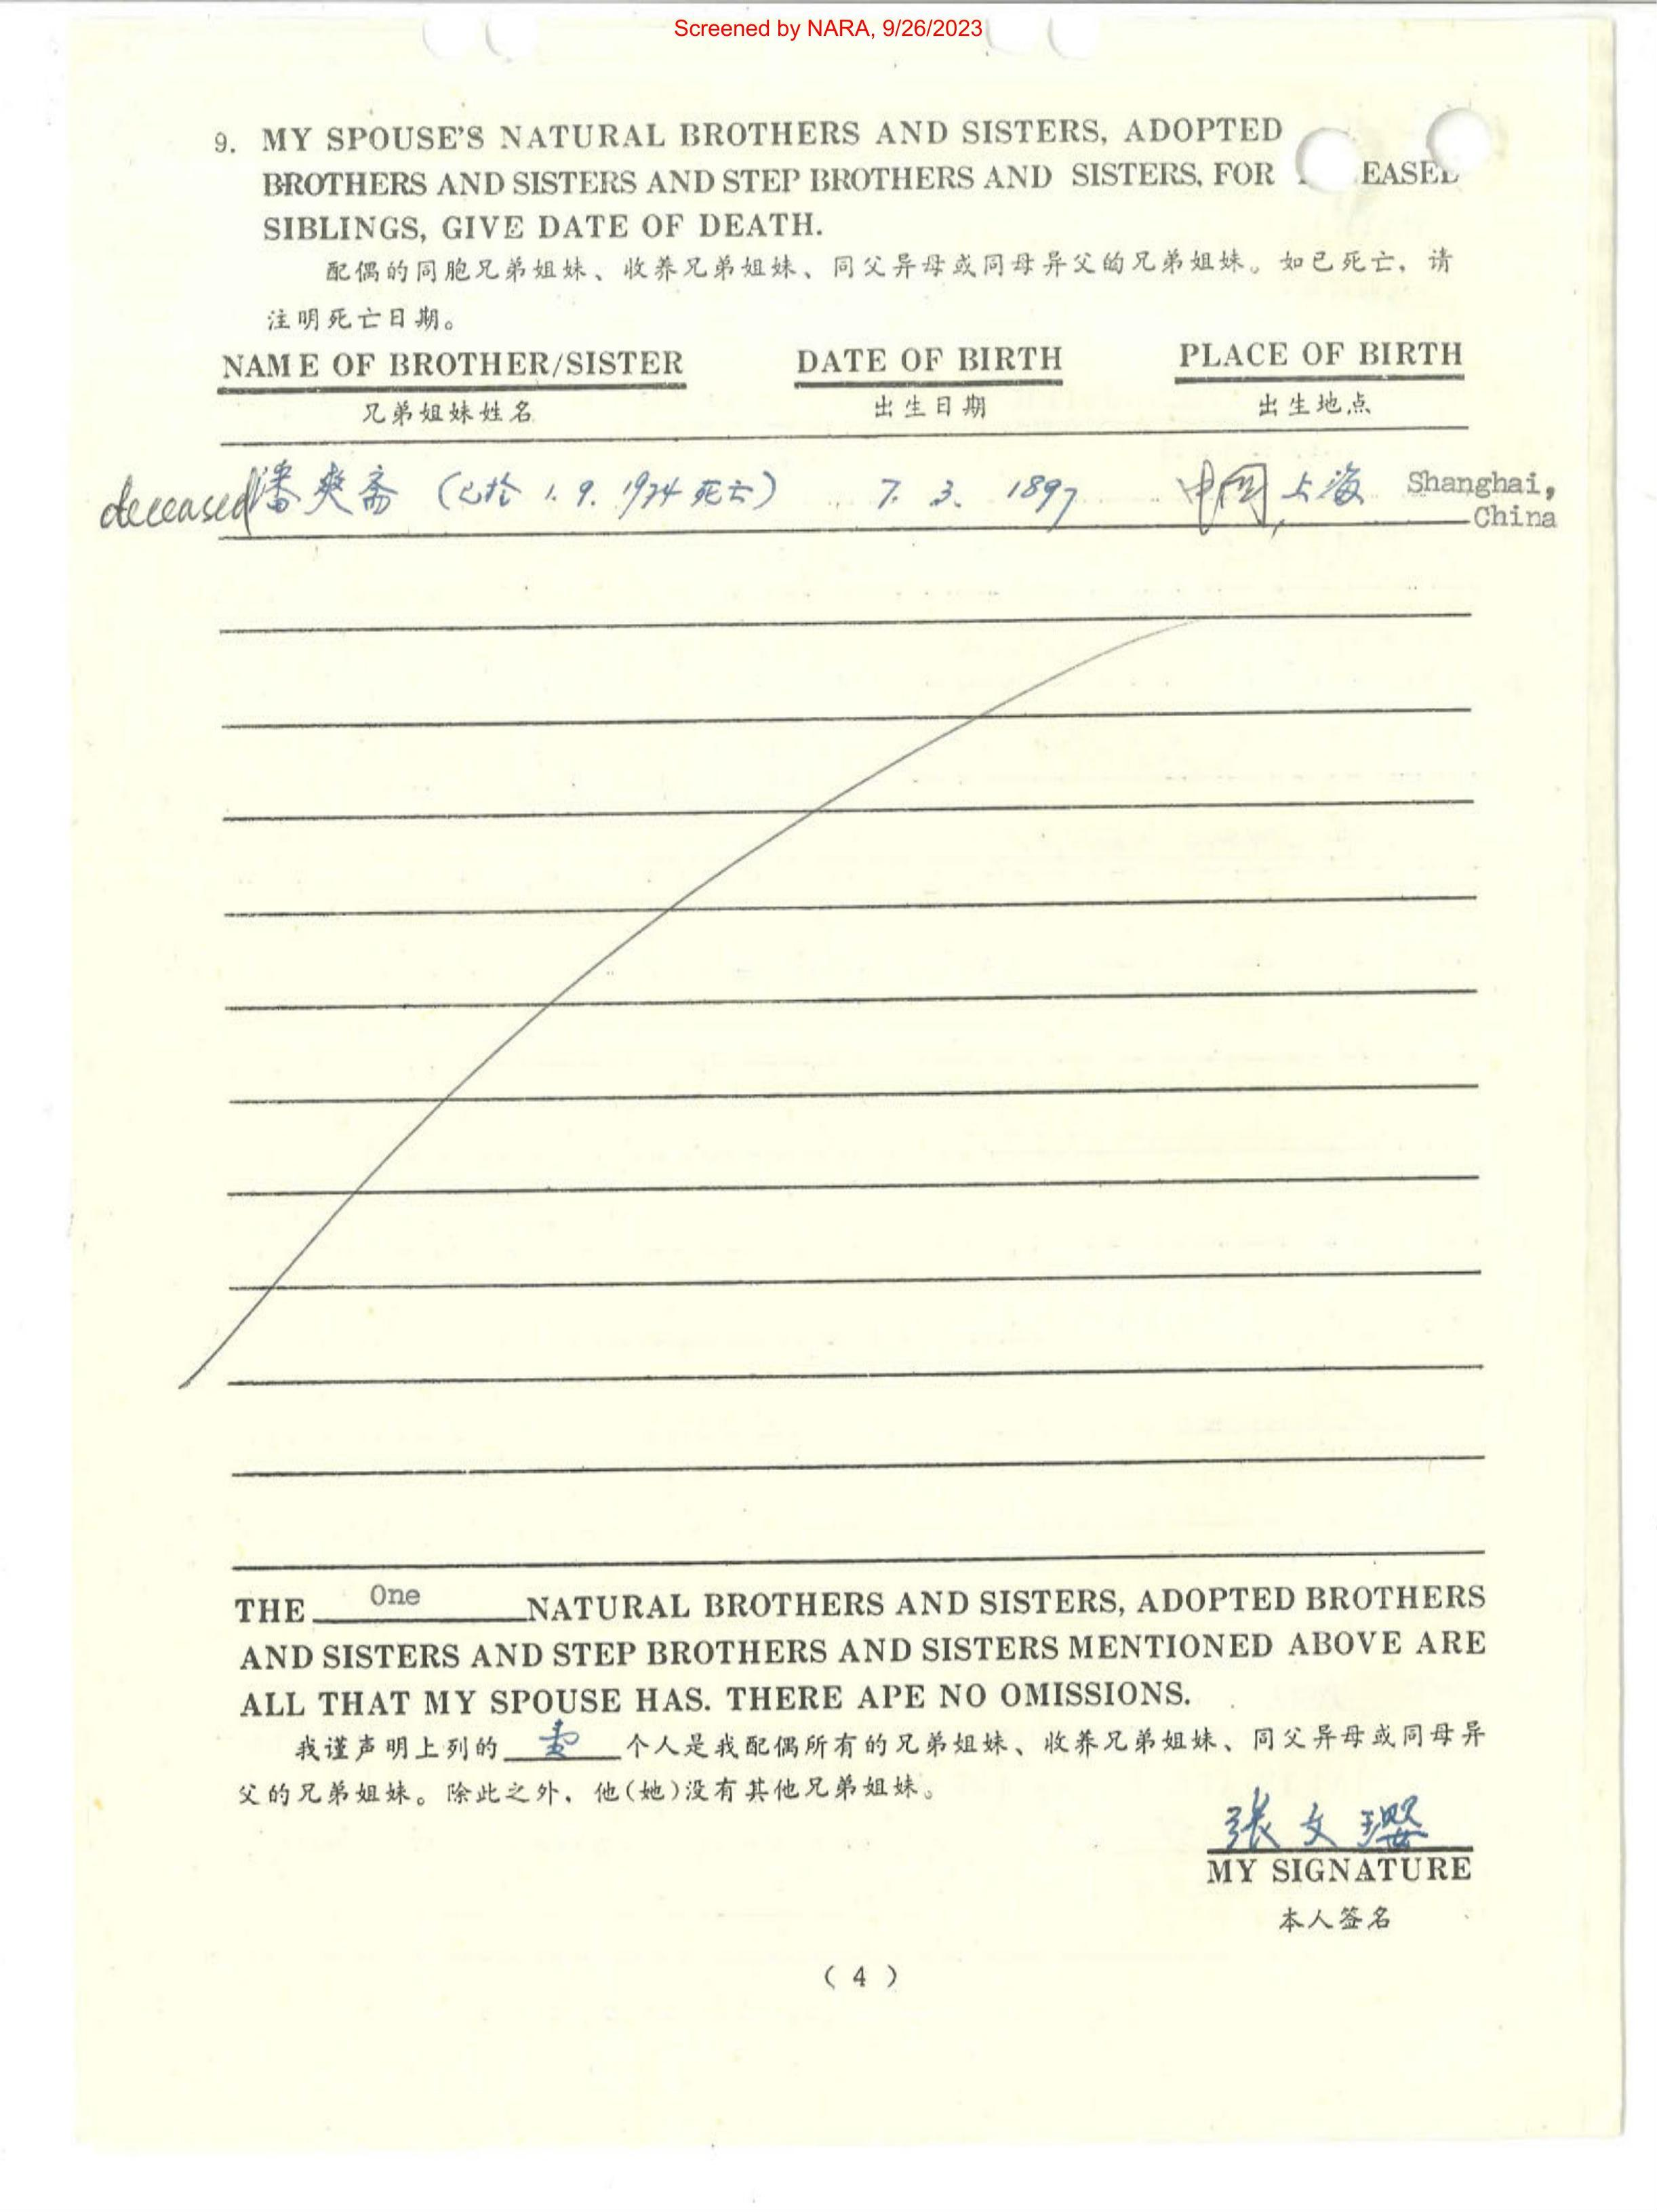 Screened by NARA, 9/26/2023
9. MY SPOUSE'S NATURAL BROTHERS AND SISTERS, ADOPTED
BROTHERS AND SISTERS AND STEP BROTHERS AND SISTERS, FOR EASED
SIBLINGS, GIVE DATE OF DEATH.
配偶的同胞兄弟姐妹、收养兄弟姐妹、同父异母或同母异父的兄弟姐妹。如已死亡，请
注明死亡日期。
NAME OF BROTHER/SISTER DATE OF BIRTH PLACE OF BIRTH
兄弟姐妹姓名 出生日期 出生地点
deceased 潘爽斋 (已於 1. 9. 1974 死亡) 7. 3. 1897 中国, 上海 Shanghai,
China
THE One NATURAL BROTHERS AND SISTERS, ADOPTED BROTHERS
AND SISTERS AND STEP BROTHERS AND SISTERS MENTIONED ABOVE ARE
ALL THAT MY SPOUSE HAS. THERE APE NO OMISSIONS.
我谨声明上列的 个人是我配偶所有的兄弟姐妹、收养兄弟姐妹、同父异母或同母异
父的兄弟姐妹。除此之外，他(她)没有其他兄弟姐妹。
張文瓔
MY SIGNATURE
本人签名
( 4 )